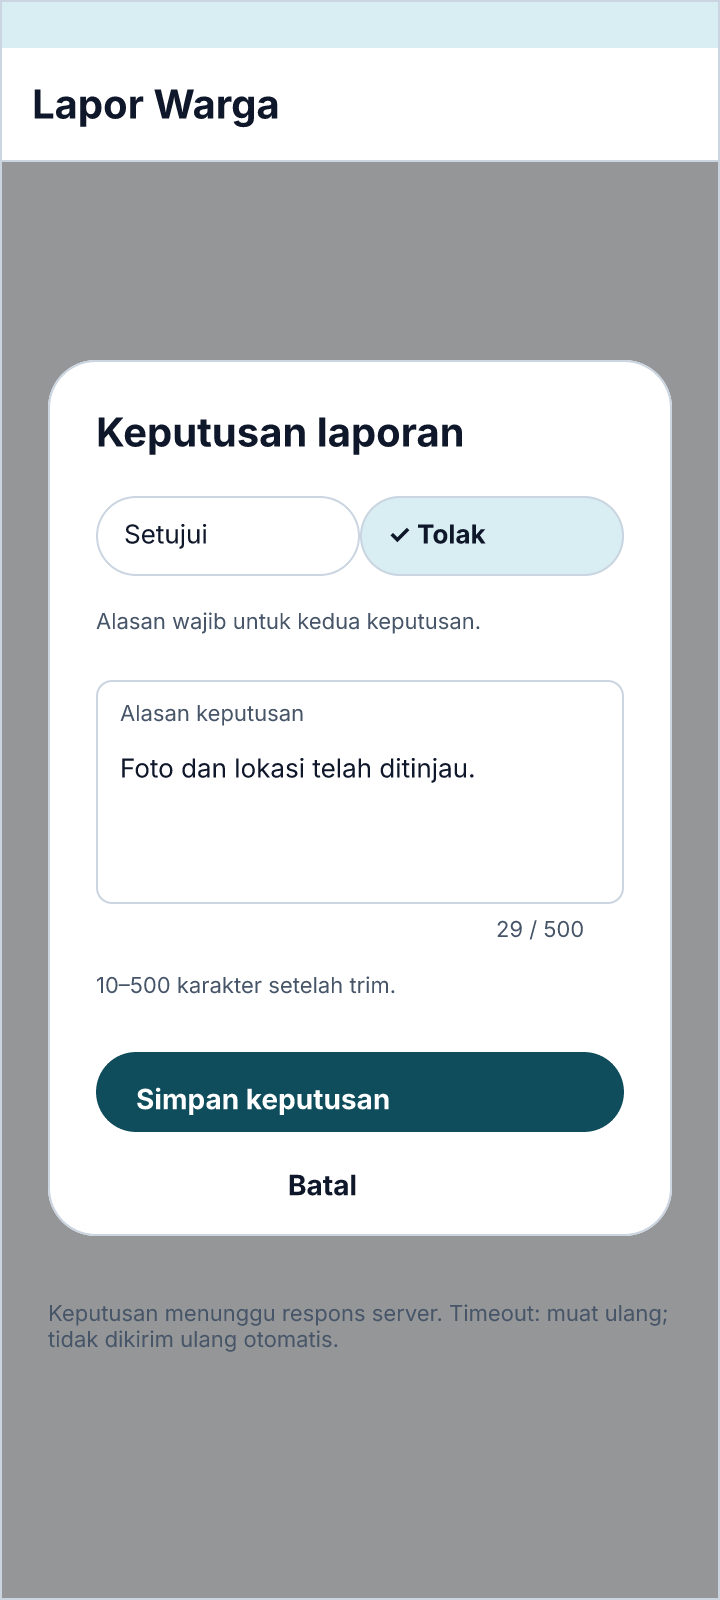 Lapor Warga
Keputusan laporan
Setujui
✓ Tolak
Alasan wajib untuk kedua keputusan.
Alasan keputusan
Foto dan lokasi telah ditinjau.
29 / 500
10–500 karakter setelah trim.
Simpan keputusan
Batal
Keputusan menunggu respons server. Timeout: muat ulang;
tidak dikirim ulang otomatis.